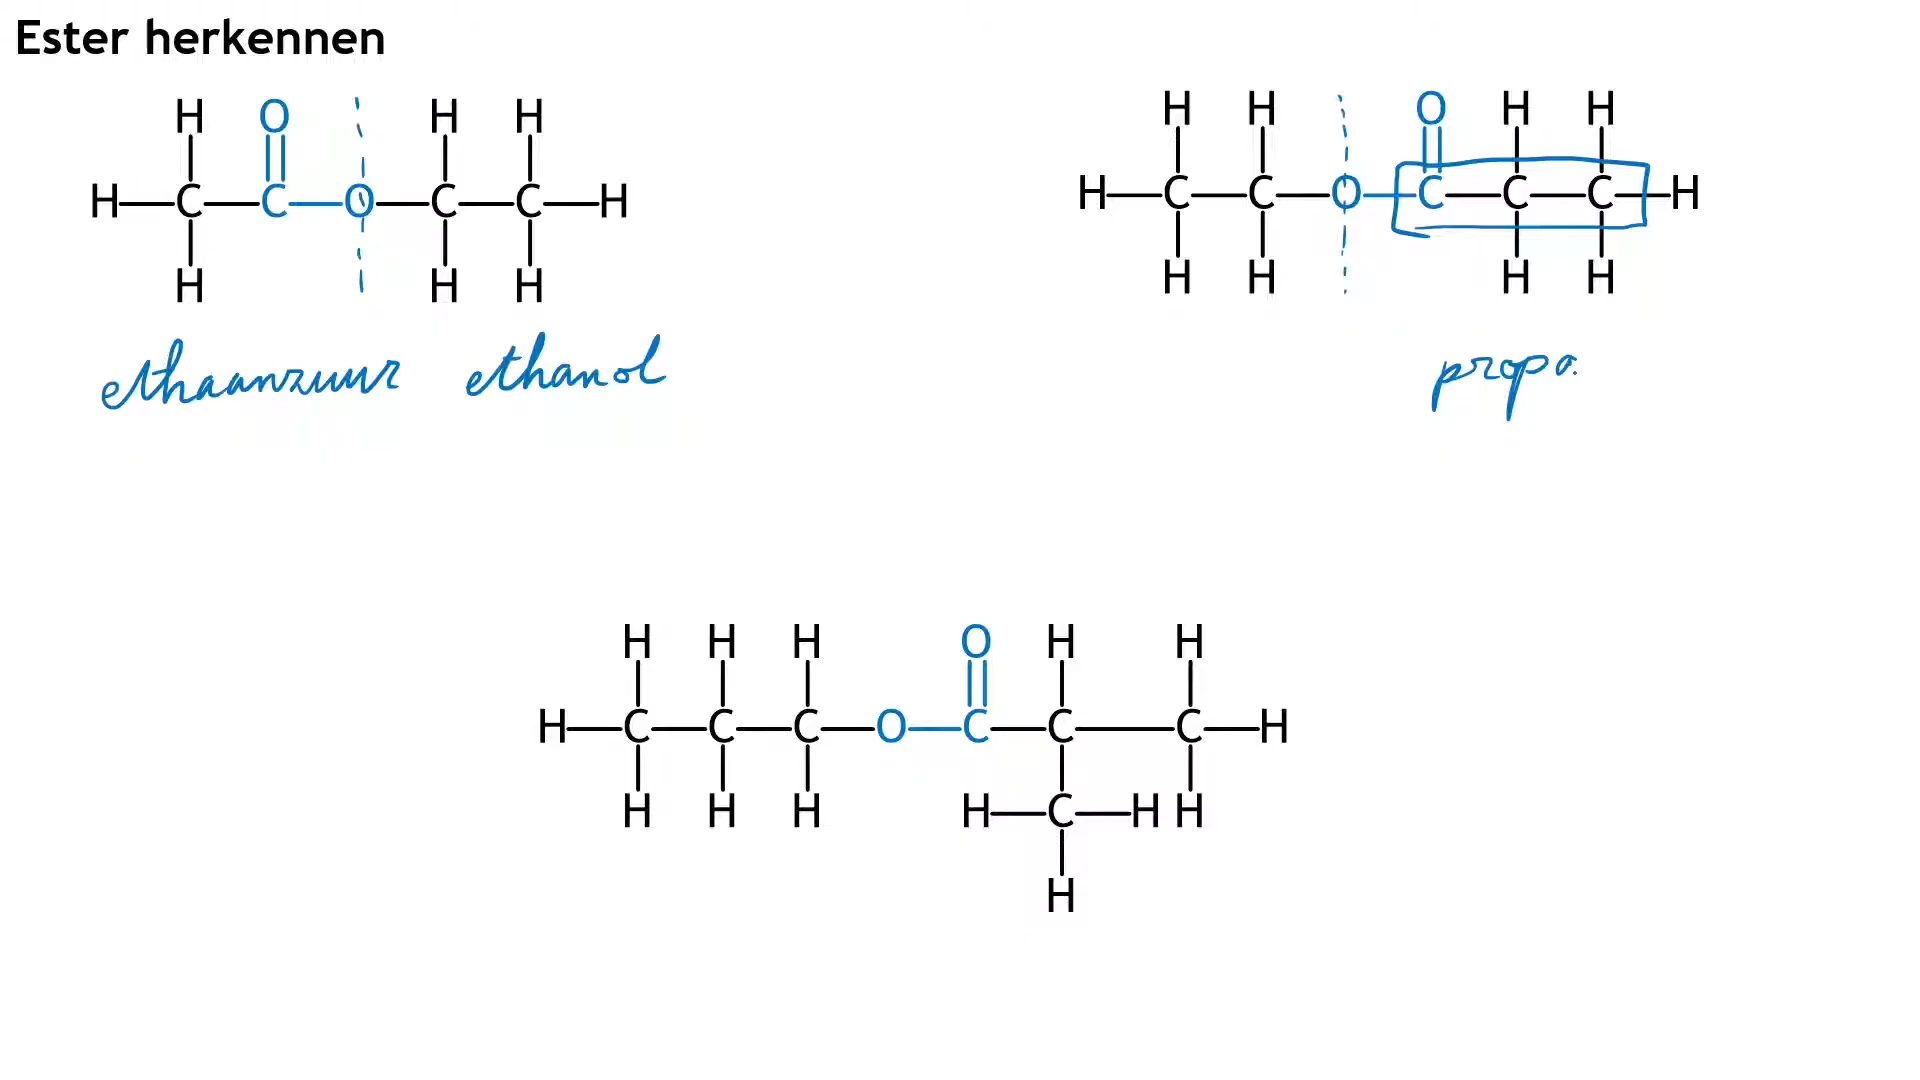 Ester herkennen
H O H H
H C C O C C H
H H H
ethaanzuur ethanol
H H O H H
H C C O C C C H
H H H H
propa
H H H O H H
H C C C O C C C H
H H H H C H H
H